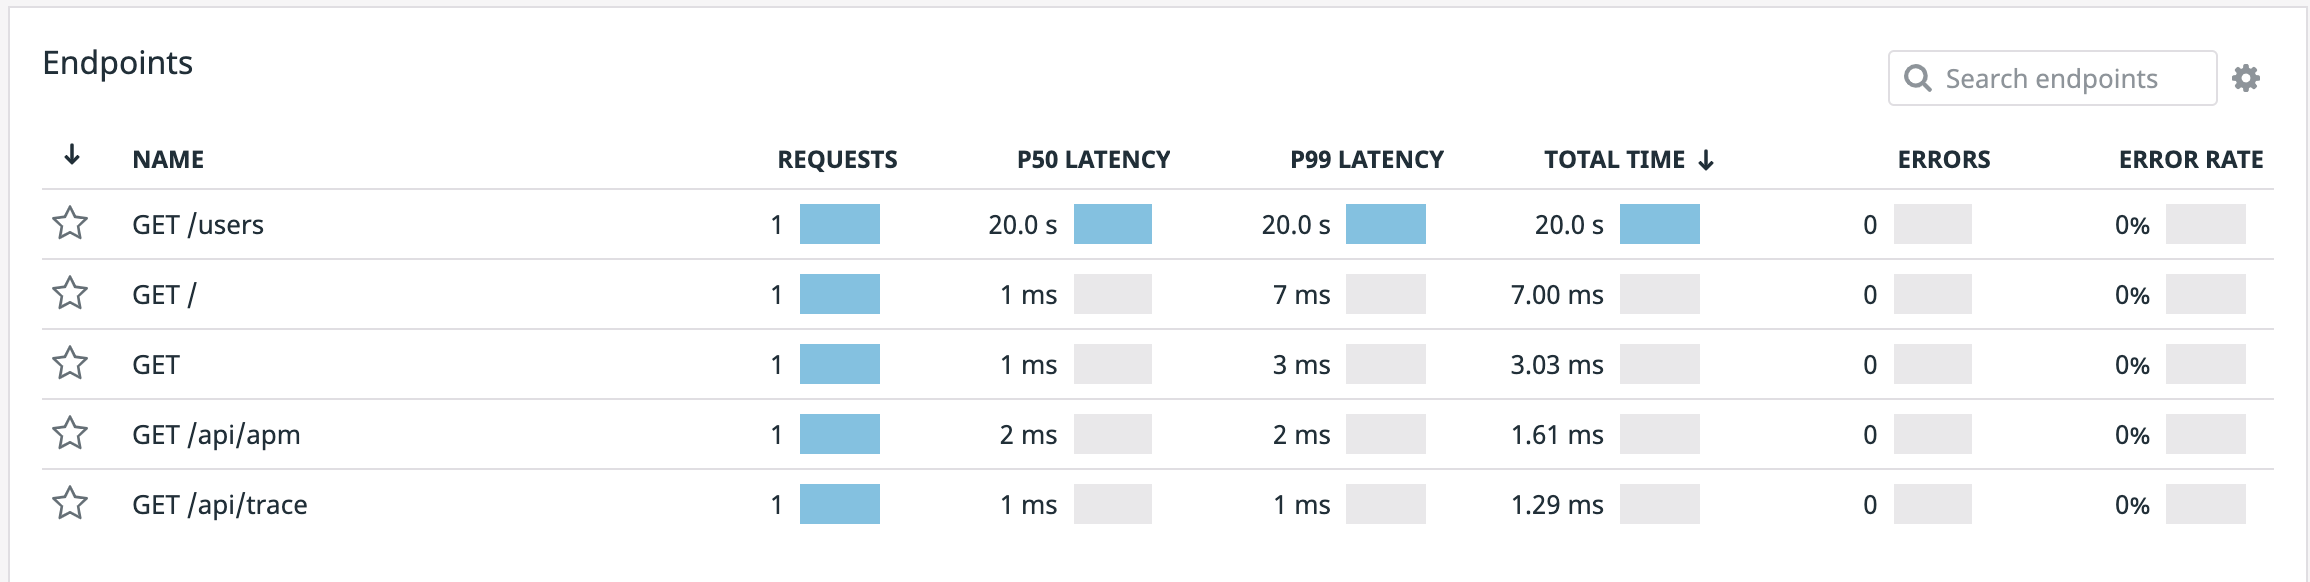 Endpoints
Search endpoints
NAME REQUESTS P50 LATENCY P99 LATENCY TOTAL TIME ERRORS ERROR RATE
GET /users 1 20.0 s 20.0 s 20.0 s 0 0%
GET / 1 1 ms 7 ms 7.00 ms 0 0%
GET 1 1 ms 3 ms 3.03 ms 0 0%
GET /api/apm 1 2 ms 2 ms 1.61 ms 0 0%
GET /api/trace 1 1 ms 1 ms 1.29 ms 0 0%